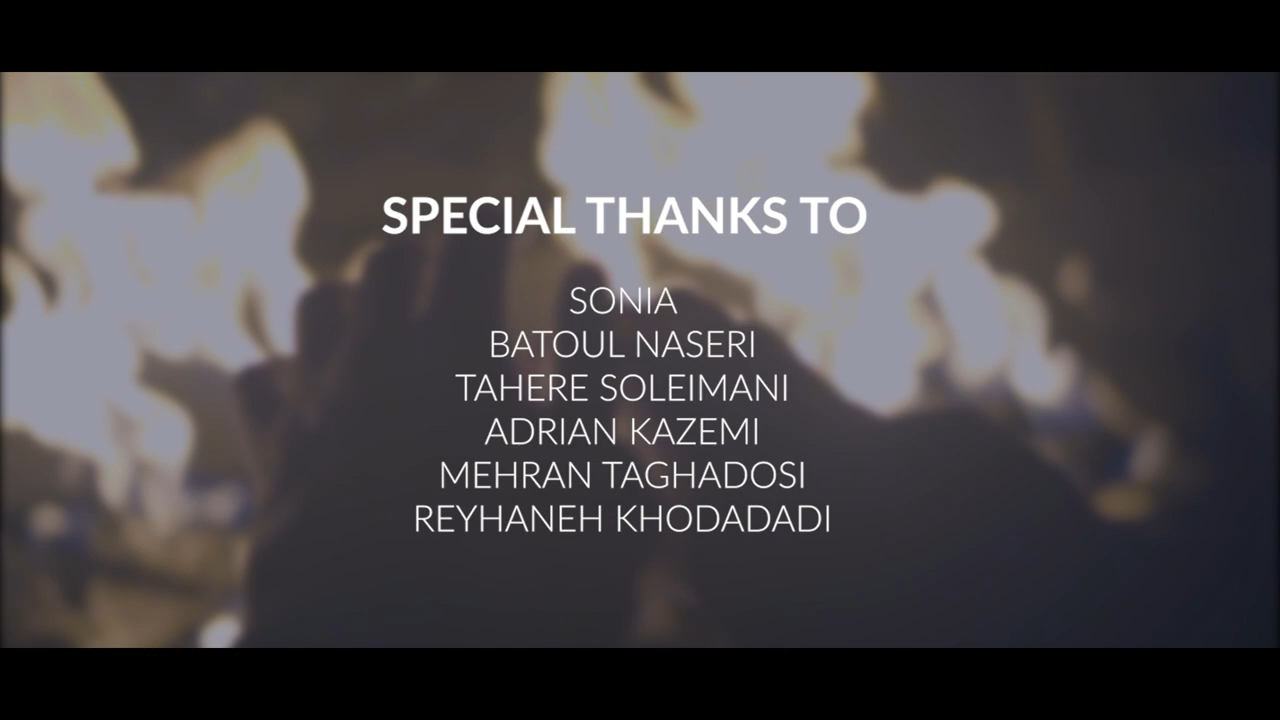 SPECIAL THANKS TO
SONIA
BATOUL NASERI
TAHERE SOLEIMANI
ADRIAN KAZEMI
MEHRAN TAGHADOSI
REYHANEH KHODADADI